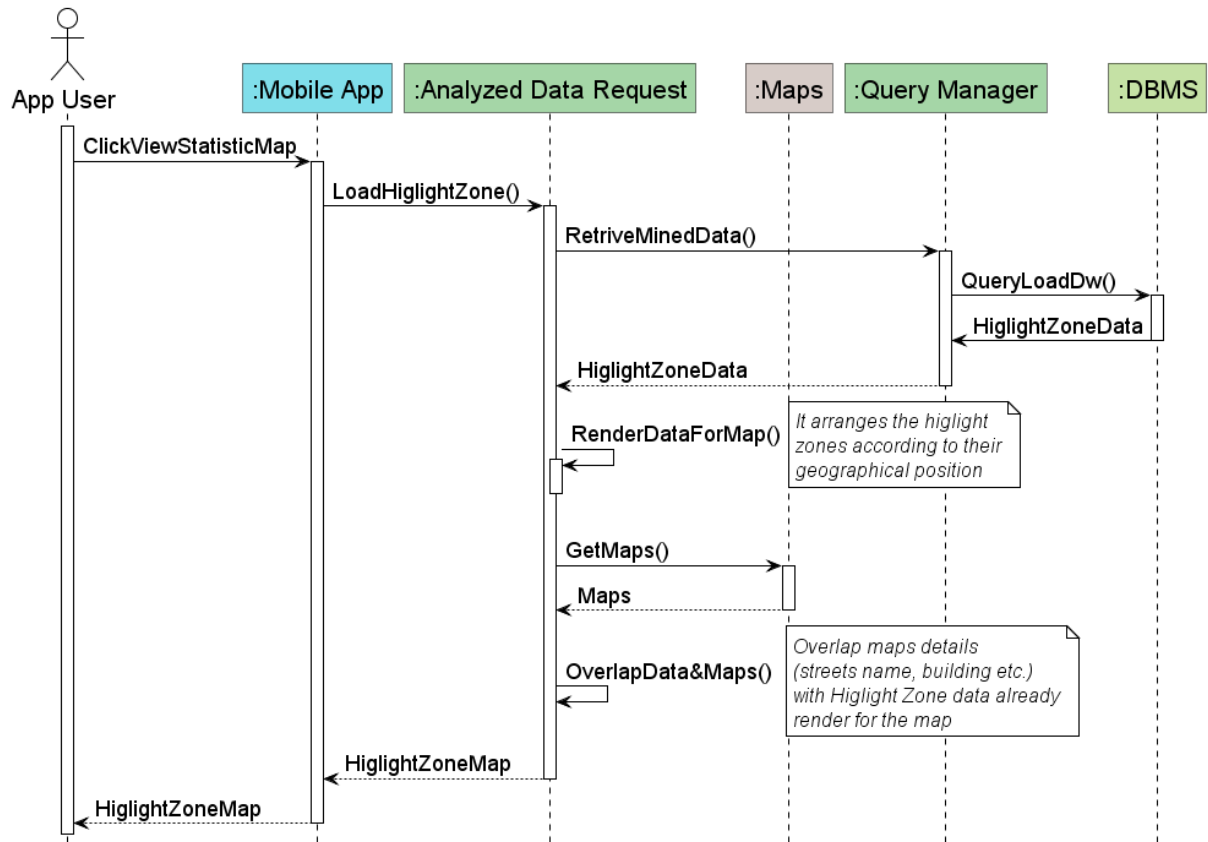 App User
:Mobile App
:Analyzed Data Request
:Maps
:Query Manager
:DBMS
ClickViewStatisticMap
LoadHiglightZone()
RetriveMinedData()
QueryLoadDw()
HiglightZoneData
HiglightZoneData
It arranges the higlight
zones according to their
geographical position
RenderDataForMap()
GetMaps()
Maps
Overlap maps details
(streets name, building etc.)
with Higlight Zone data already
render for the map
OverlapData&Maps()
HiglightZoneMap
HiglightZoneMap